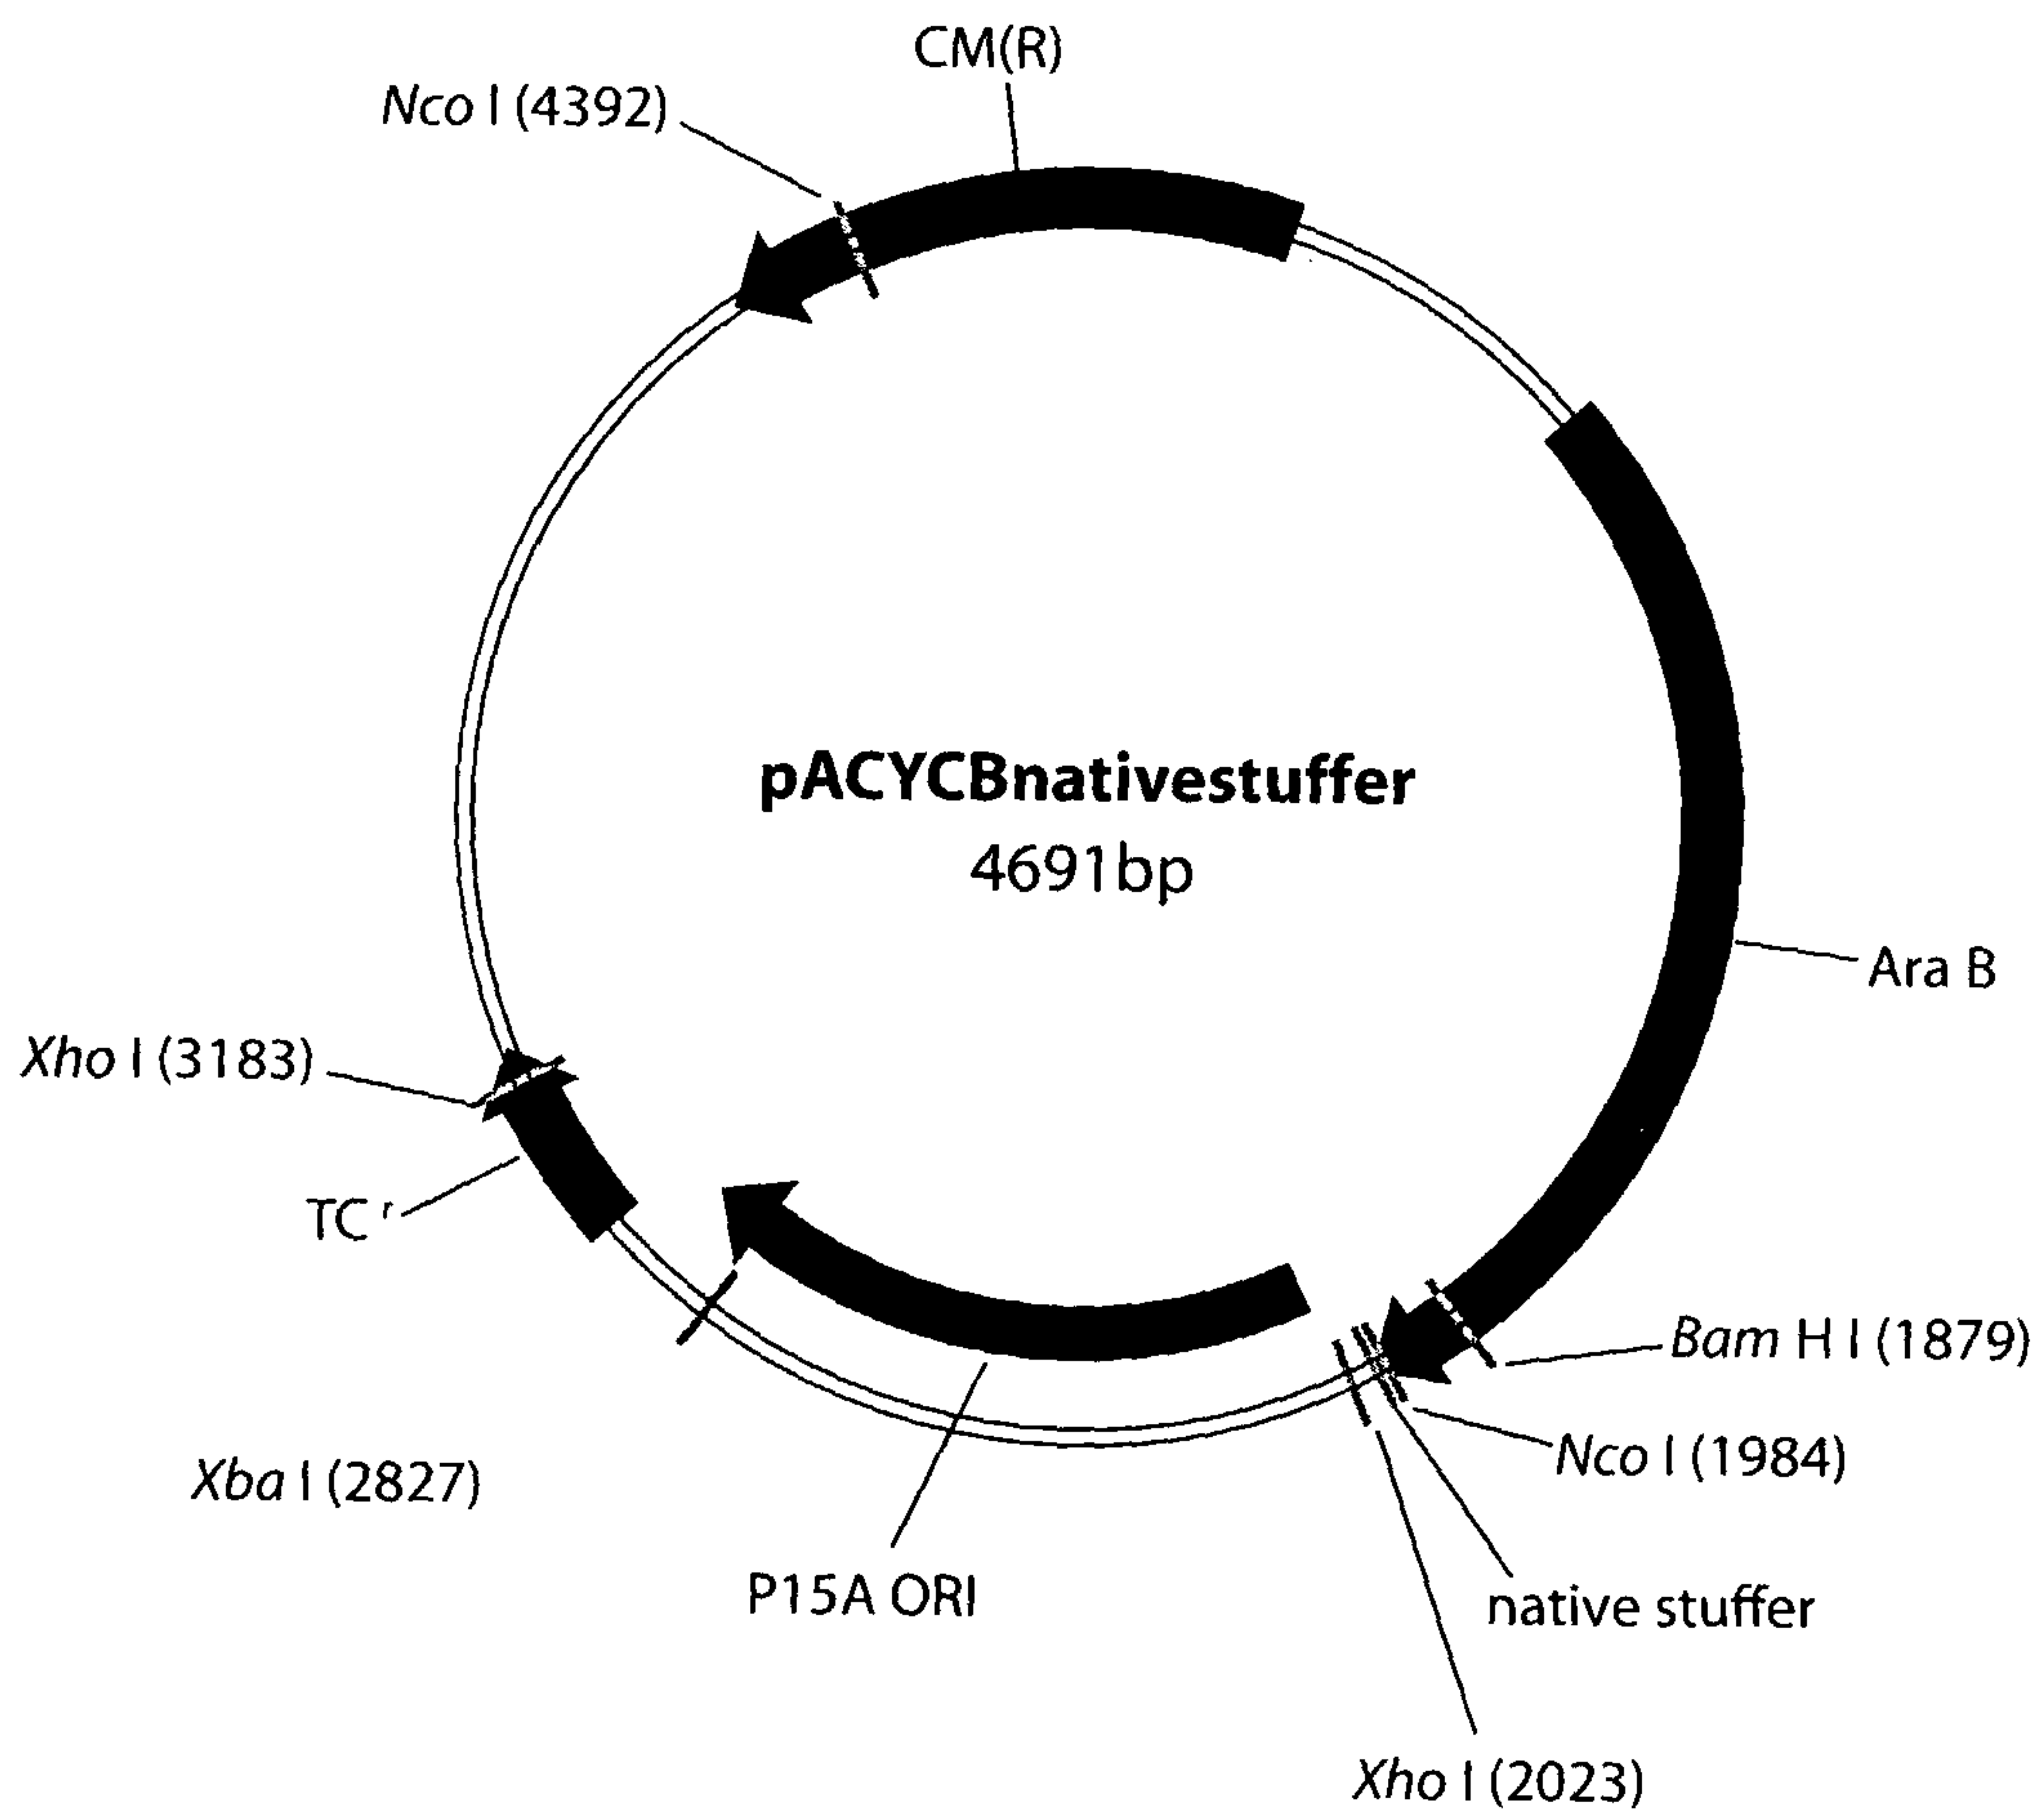 CM(R)
Nco I (4392)
pACYCBnativestuffer
4691bp
Ara B
Xho I (3183)
TC r
Bam H I (1879)
Nco I (1984)
Xba I (2827)
P15A ORI
native stuffer
Xho I (2023)